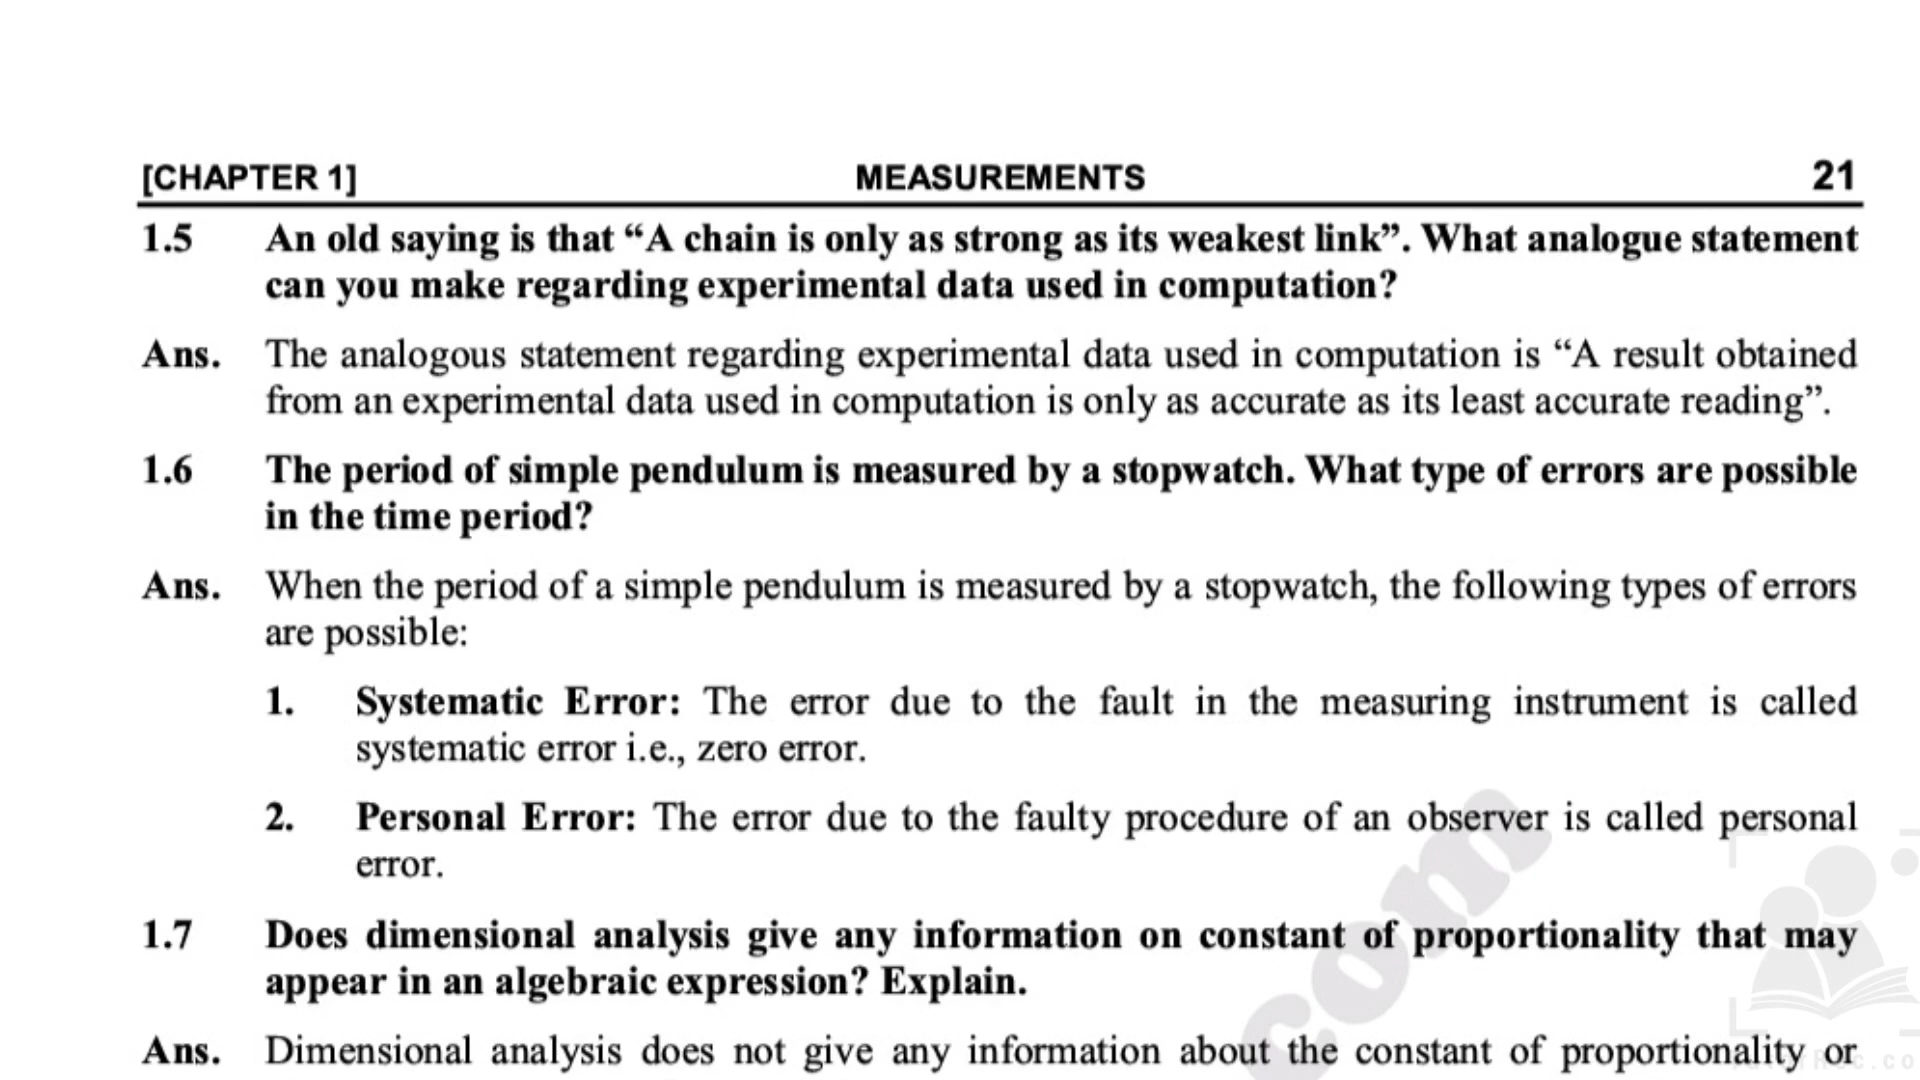 [CHAPTER 1] MEASUREMENTS 21
1.5 An old saying is that “A chain is only as strong as its weakest link”. What analogue statement
can you make regarding experimental data used in computation?
Ans. The analogous statement regarding experimental data used in computation is “A result obtained
from an experimental data used in computation is only as accurate as its least accurate reading”.
1.6 The period of simple pendulum is measured by a stopwatch. What type of errors are possible
in the time period?
Ans. When the period of a simple pendulum is measured by a stopwatch, the following types of errors
are possible:
1. Systematic Error: The error due to the fault in the measuring instrument is called
systematic error i.e., zero error.
2. Personal Error: The error due to the faulty procedure of an observer is called personal
error.
1.7 Does dimensional analysis give any information on constant of proportionality that may
appear in an algebraic expression? Explain.
Ans. Dimensional analysis does not give any information about the constant of proportionality or
com